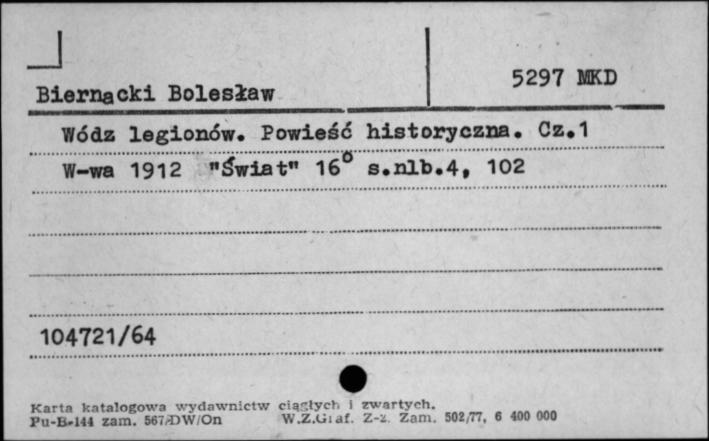 5297 MKD
Biernacki Bolesław
Wódz legionów. Powieść historyczna. Cz.1
W-wa 1912 "Świat" 16° s.nlb.4, 102
104721/64
Karta katalogowa wydawnictw ciągłych i zwartych.
Pu-B-144 zam. 567/DW/On W.Z.Graf. Z-2. Zam. 502/77, 6 400 000